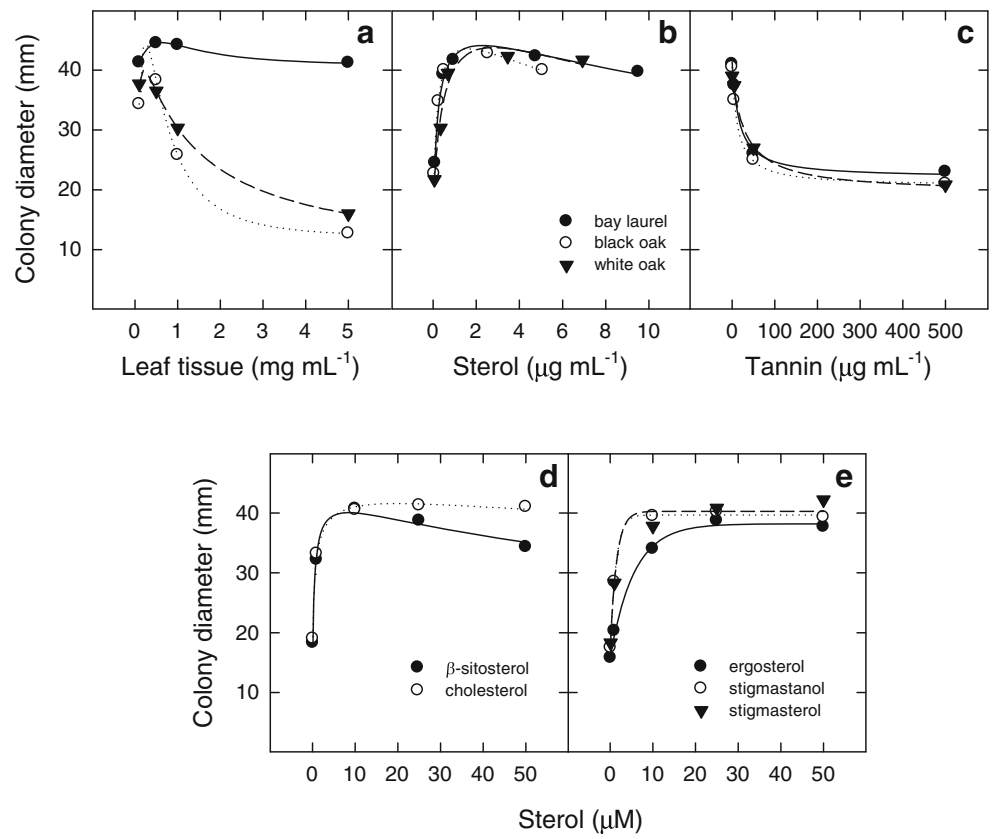 a
b
c
Colony diameter (mm)
40
30
20
10
bay laurel
black oak
white oak
0 1 2 3 4 5
0 2 4 6 8 10
0 100 200 300 400 500
Leaf tissue (mg mL-1)
Sterol (μg mL-1)
Tannin (μg mL-1)
d
e
Colony diameter (mm)
40
30
20
10
β-sitosterol
cholesterol
ergosterol
stigmastanol
stigmasterol
0 10 20 30 40 50
0 10 20 30 40 50
Sterol (μM)